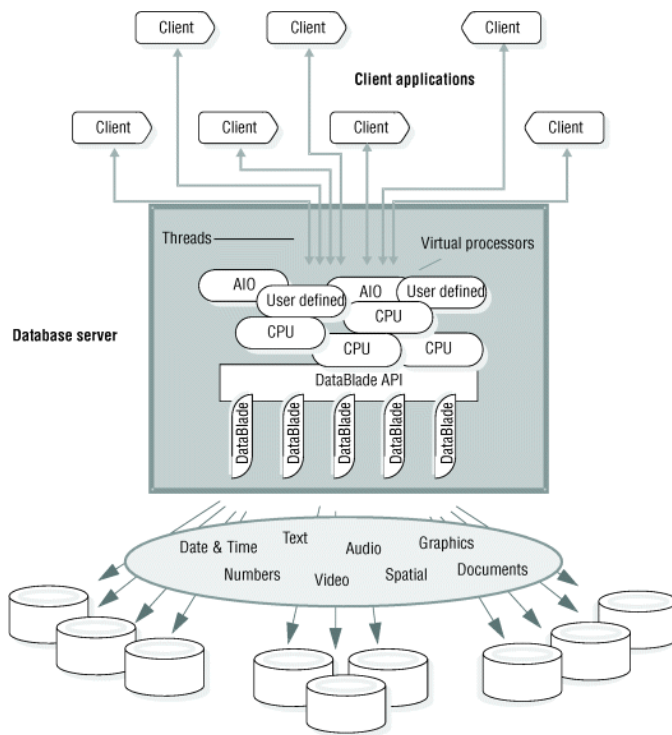 Client
Client
Client
Client applications
Client
Client
Client
Client
Threads
Virtual processors
AIO
AIO
User defined
User defined
CPU
CPU
CPU
CPU
Database server
DataBlade API
DataBlade
DataBlade
DataBlade
DataBlade
DataBlade
Date & Time
Text
Audio
Graphics
Numbers
Video
Spatial
Documents